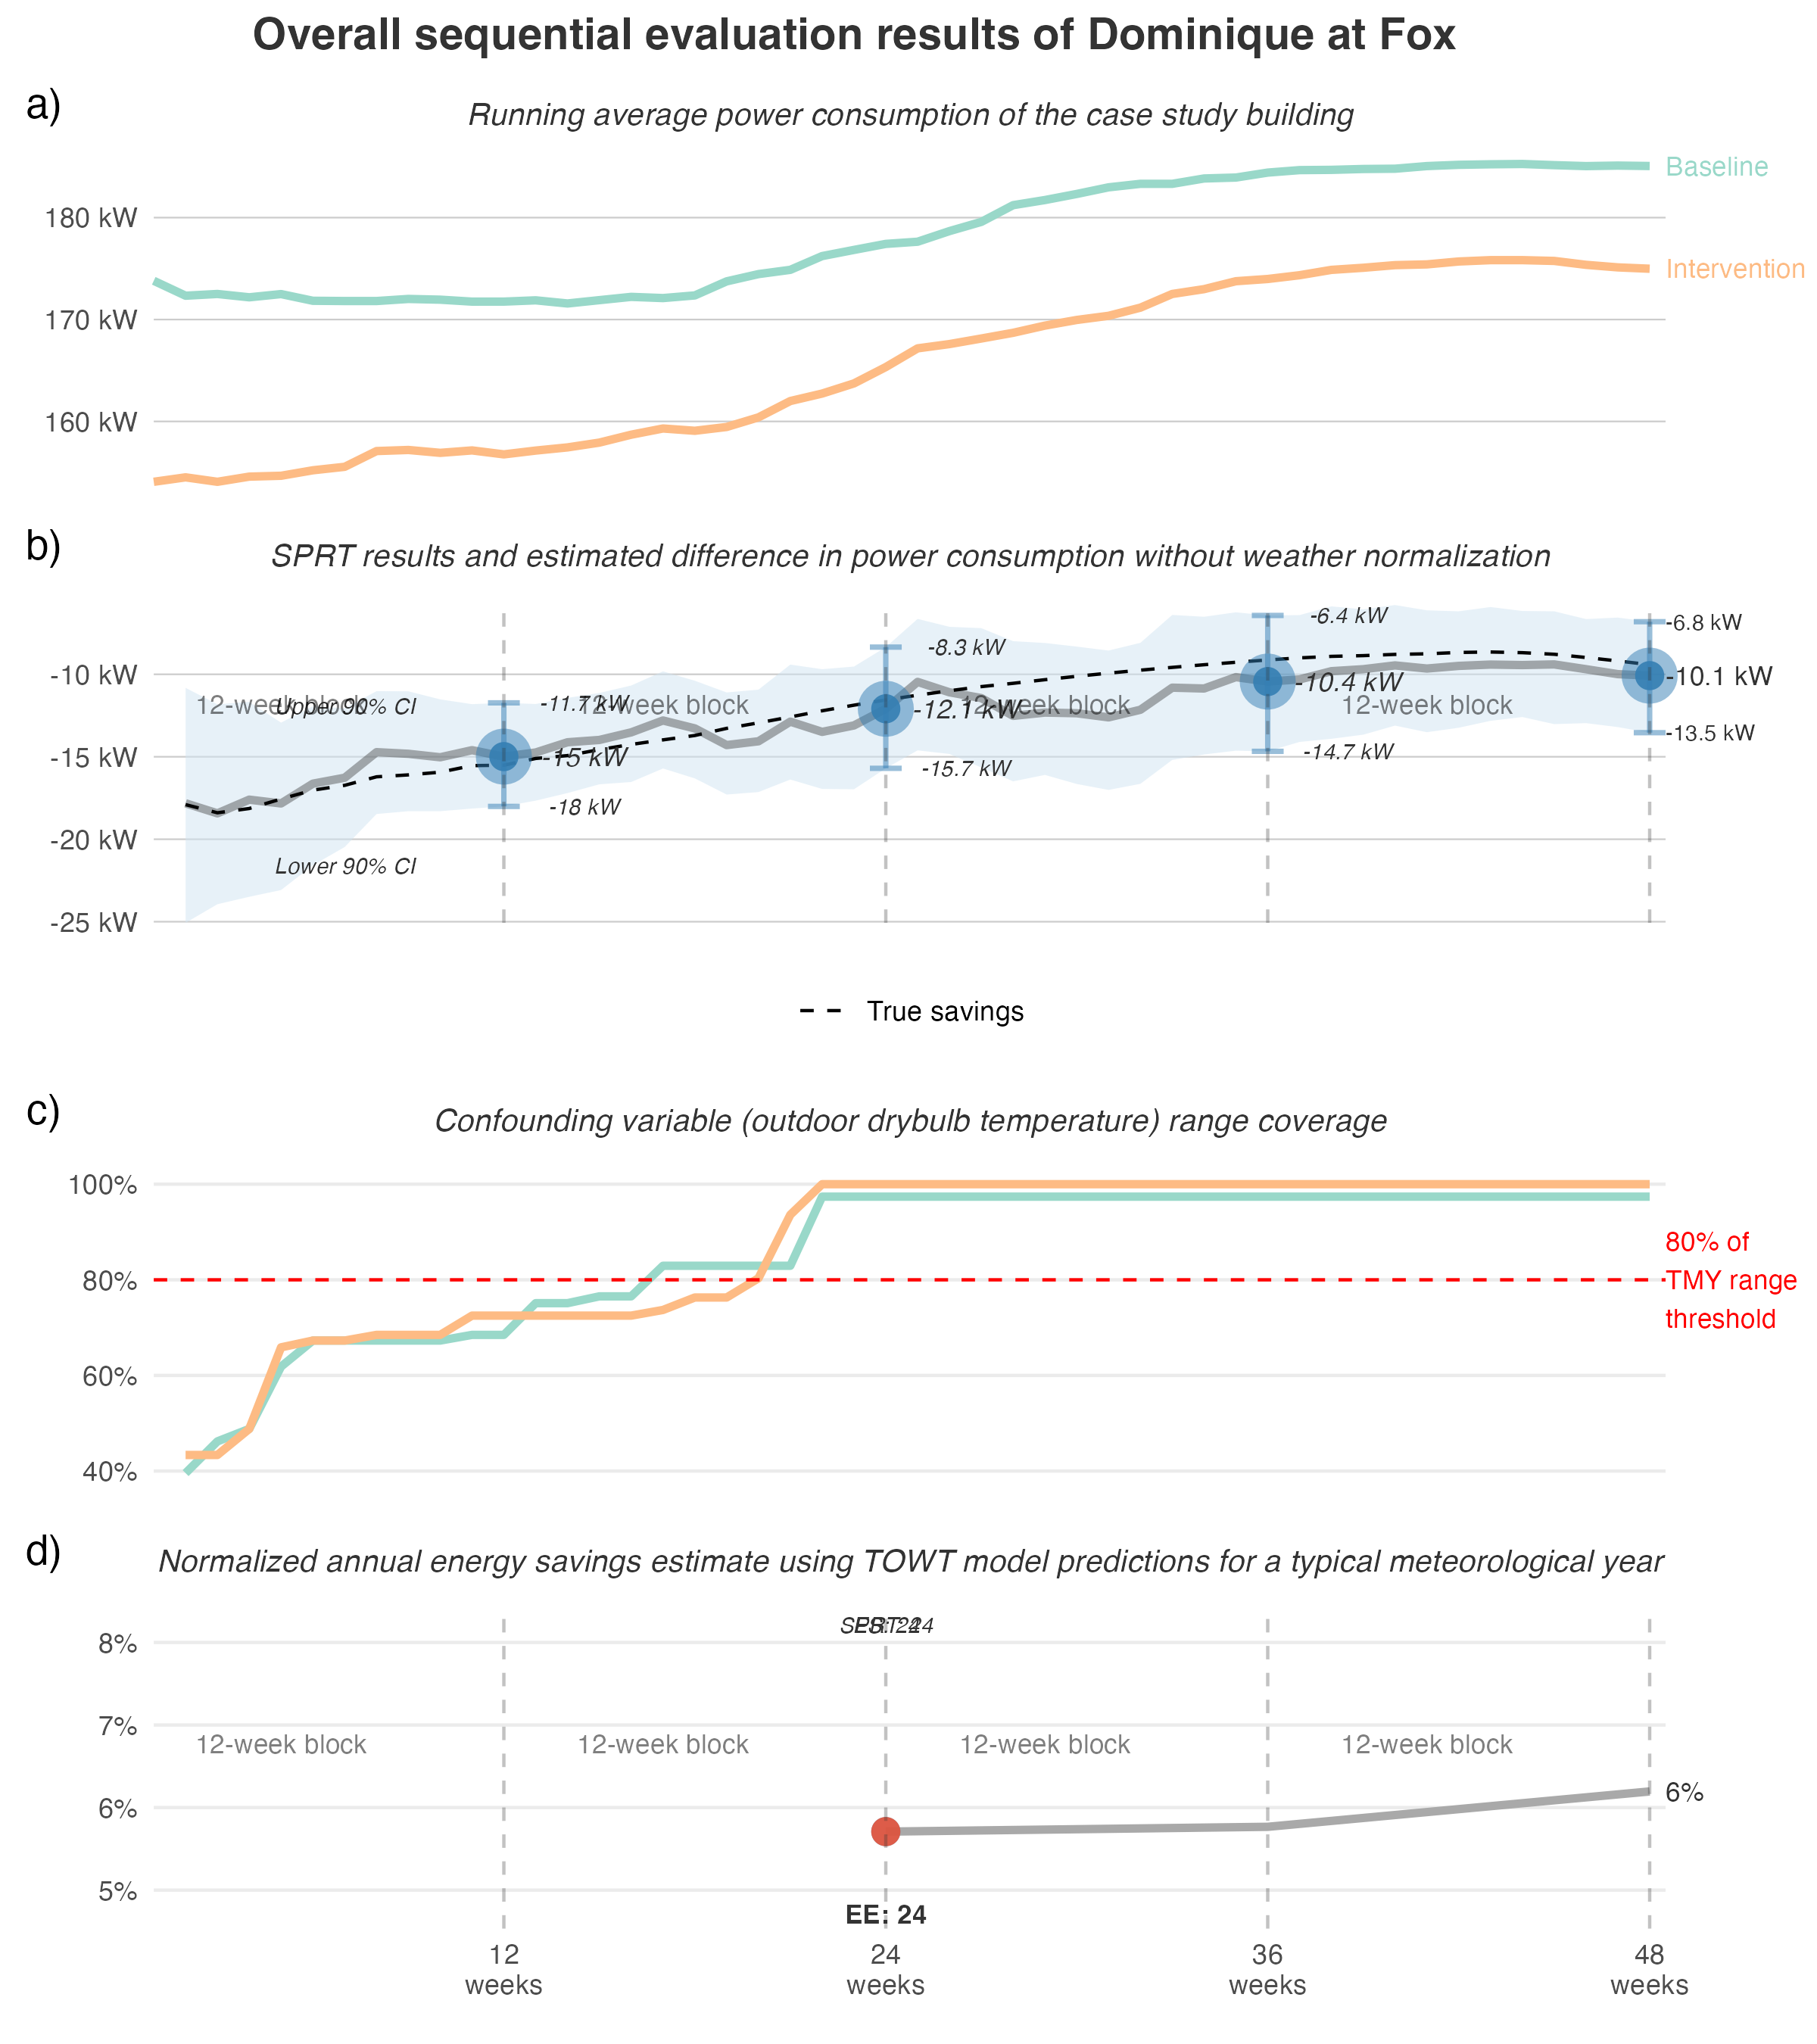 Overall sequential evaluation results of Dominique at Fox
a)
Running average power consumption of the case study building
Baseline
180 kW
Intervention
170 kW
160 kW
b)
SPRT results and estimated difference in power consumption without weather normalization
-6.4 kW
-6.8 kW
-8.3 kW
-10 kW
-10.1 kW
-10.4 kW
12-week block
Upper 90% CI
-11.7 kW
12-week block
-12.1 kW
12-week block
12-week block
-13.5 kW
-15 kW
-15 kW
-14.7 kW
-15.7 kW
-18 kW
-20 kW
Lower 90% CI
-25 kW
True savings
c)
Confounding variable (outdoor drybulb temperature) range coverage
100%
80% of
80%
TMY range
threshold
60%
40%
d)
Normalized annual energy savings estimate using TOWT model predictions for a typical meteorological year
8%
7%
12-week block
12-week block
12-week block
12-week block
6%
6%
5%
EE: 24
12
weeks
24
weeks
36
weeks
48
weeks